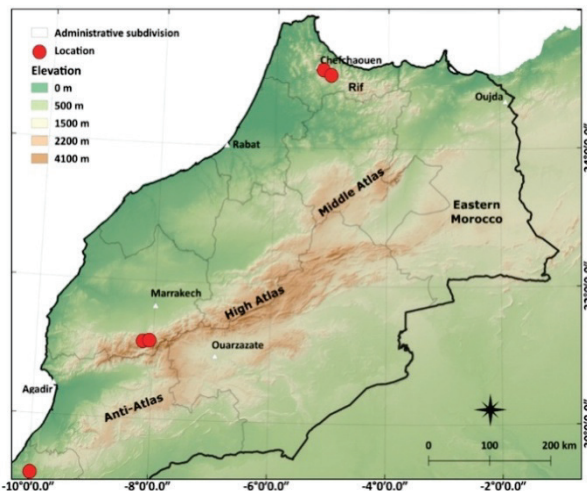 Administrative subdivision
Location
Elevation
0 m
500 m
1500 m
2200 m
4100 m
Chefchaouen
Rif
Oujda
Rabat
Middle Atlas
Eastern
Morocco
Marrakech
High Atlas
Ouarzazate
Agadir
Anti-Atlas
0 100 200 km
-10°0'0.0" -8°0'0.0" -6°0'0.0" -4°0'0.0" -2°0'0.0"